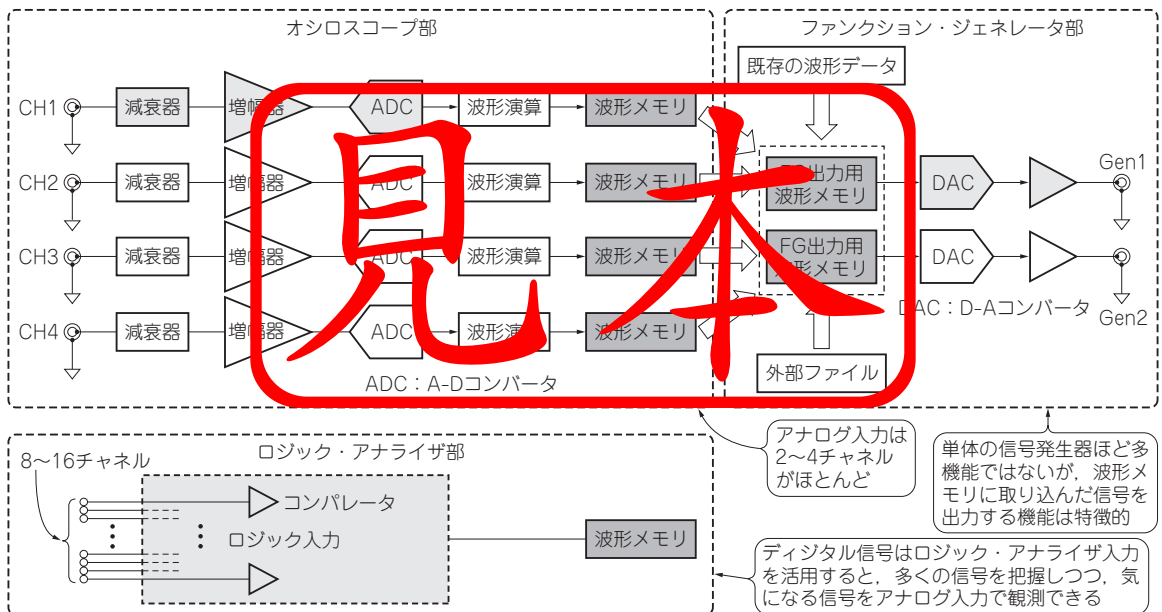 オシロスコープ部
ファンクション・ジェネレータ部
既存の波形データ
CH1
減衰器
増幅器
ADC
波形演算
波形メモリ
CH2
減衰器
増幅器
ADC
波形演算
波形メモリ
出力用
波形メモリ
DAC
Gen1
CH3
減衰器
増幅器
ADC
波形演算
波形メモリ
FG出力用
波形メモリ
DAC
Gen2
CH4
減衰器
増幅器
ADC
波形演算
波形メモリ
DAC：D-Aコンバータ
ADC：A-Dコンバータ
外部ファイル
見本
アナログ入力は
2〜4チャネル
がほとんど
単体の信号発生器ほど多
機能ではないが，波形メ
モリに取り込んだ信号を
出力する機能は特徴的
ロジック・アナライザ部
8〜16チャネル
コンパレータ
ロジック入力
波形メモリ
ディジタル信号はロジック・アナライザ入力
を活用すると，多くの信号を把握しつつ，気
になる信号をアナログ入力で観測できる